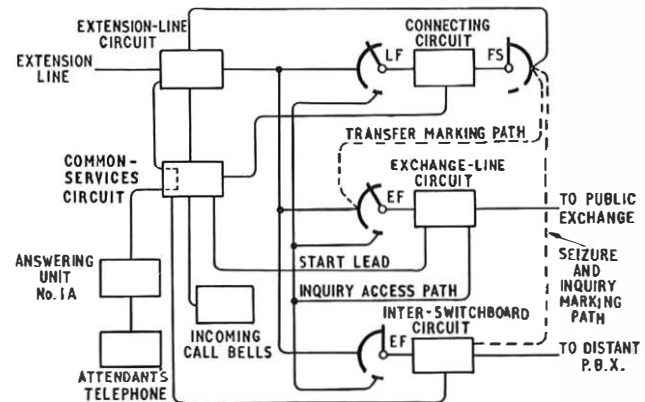 EXTENSION-LINE
CIRCUIT
CONNECTING
CIRCUIT
EXTENSION
LINE
LF
FS
TRANSFER MARKING PATH
COMMON-
SERVICES
CIRCUIT
EXCHANGE-LINE
CIRCUIT
EF
TO PUBLIC
EXCHANGE
ANSWERING
UNIT
No.1A
START LEAD
SEIZURE
AND
INQUIRY
MARKING
PATH
INQUIRY ACCESS PATH
INTER-SWITCHBOARD
CIRCUIT
INCOMING
CALL BELLS
EF
TO DISTANT
P.B.X.
ATTENDANT'S
TELEPHONE